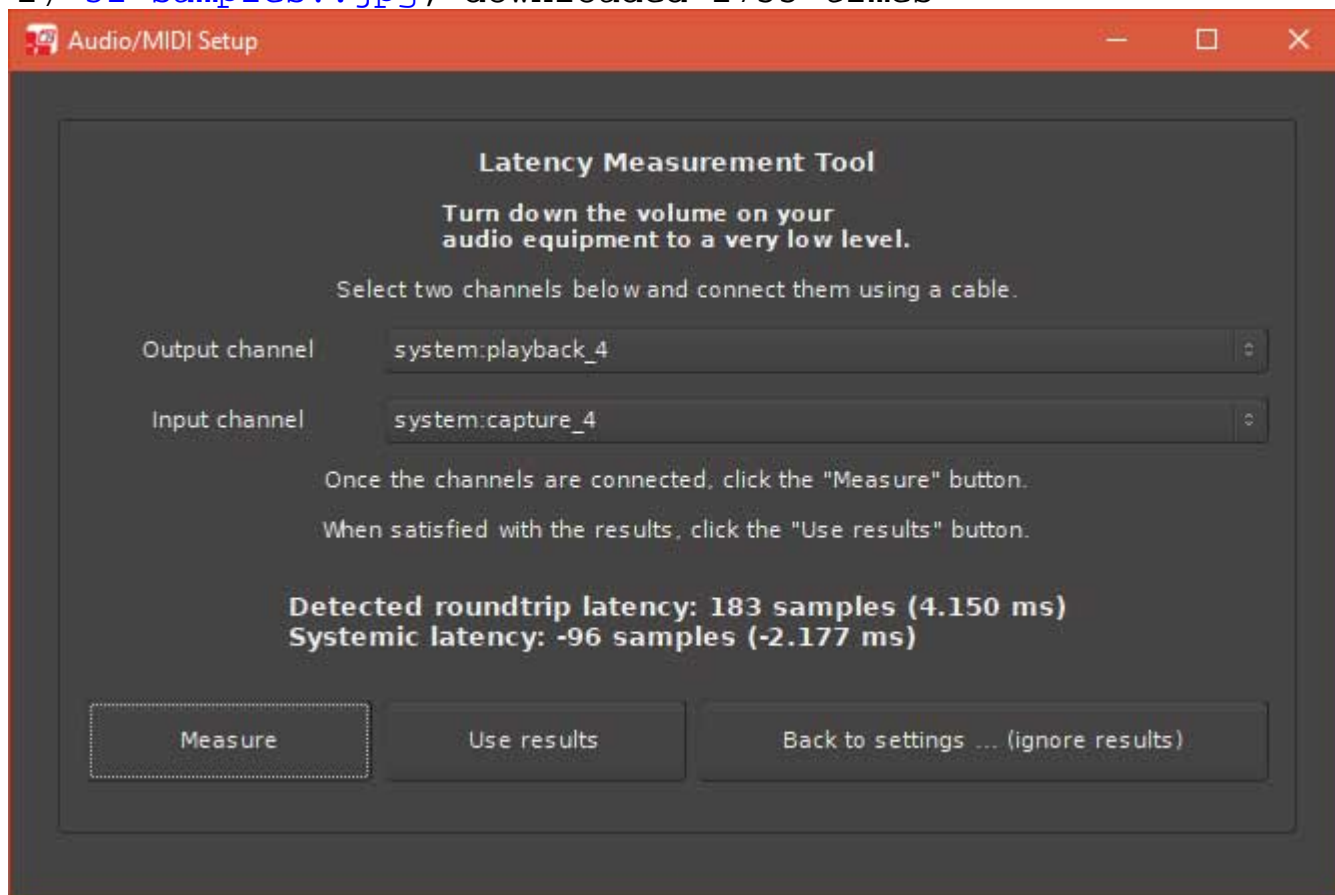 Audio/MIDI Setup
Latency Measurement Tool
Turn down the volume on your
audio equipment to a very low level.
Select two channels below and connect them using a cable.
Output channel system:playback_4
Input channel system:capture_4
Once the channels are connected, click the "Measure" button.
When satisfied with the results, click the "Use results" button.
Detected roundtrip latency: 183 samples (4.150 ms)
Systemic latency: -96 samples (-2.177 ms)
Measure Use results Back to settings ... (ignore results)